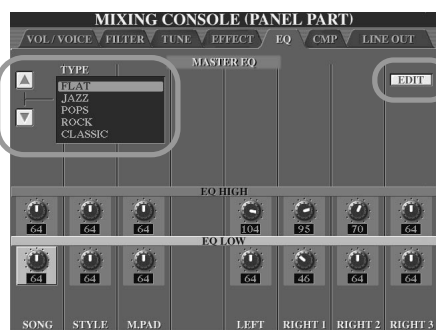 MIXING CONSOLE (PANEL PART)
VOL / VOICE FILTER TUNE EFFECT EQ CMP LINE OUT
MASTER EQ
TYPE
EDIT
FLAT
JAZZ
POPS
ROCK
CLASSIC
EQ HIGH
64 64 64 104 95 70 64
EQ LOW
64 64 64 64 46 64 64
SONG STYLE M.PAD LEFT RIGHT 1 RIGHT 2 RIGHT 3